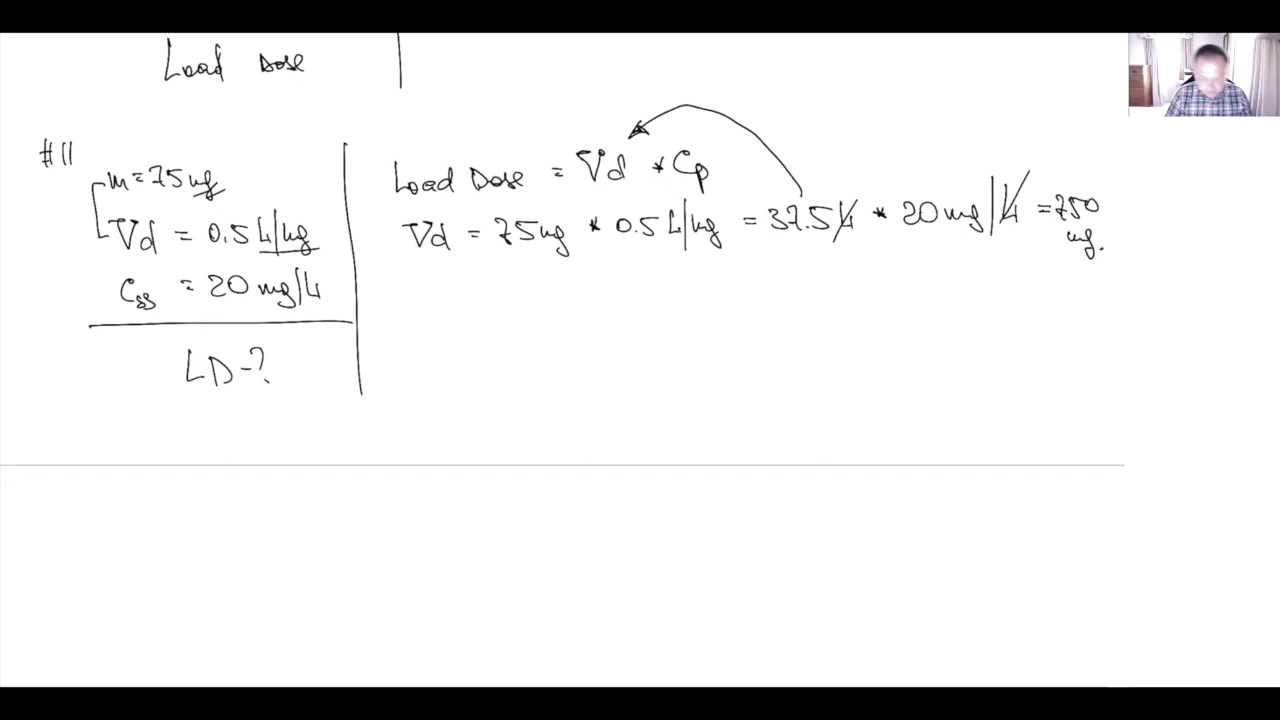 Load Dose
#11
m = 75 kg
Vd = 0.5 L/kg
Css = 20 mg/L
LD - ?
Load Dose = Vd * Cp
Vd = 75 kg * 0.5 L/kg = 37.5 L * 20 mg/L = 750
mg.